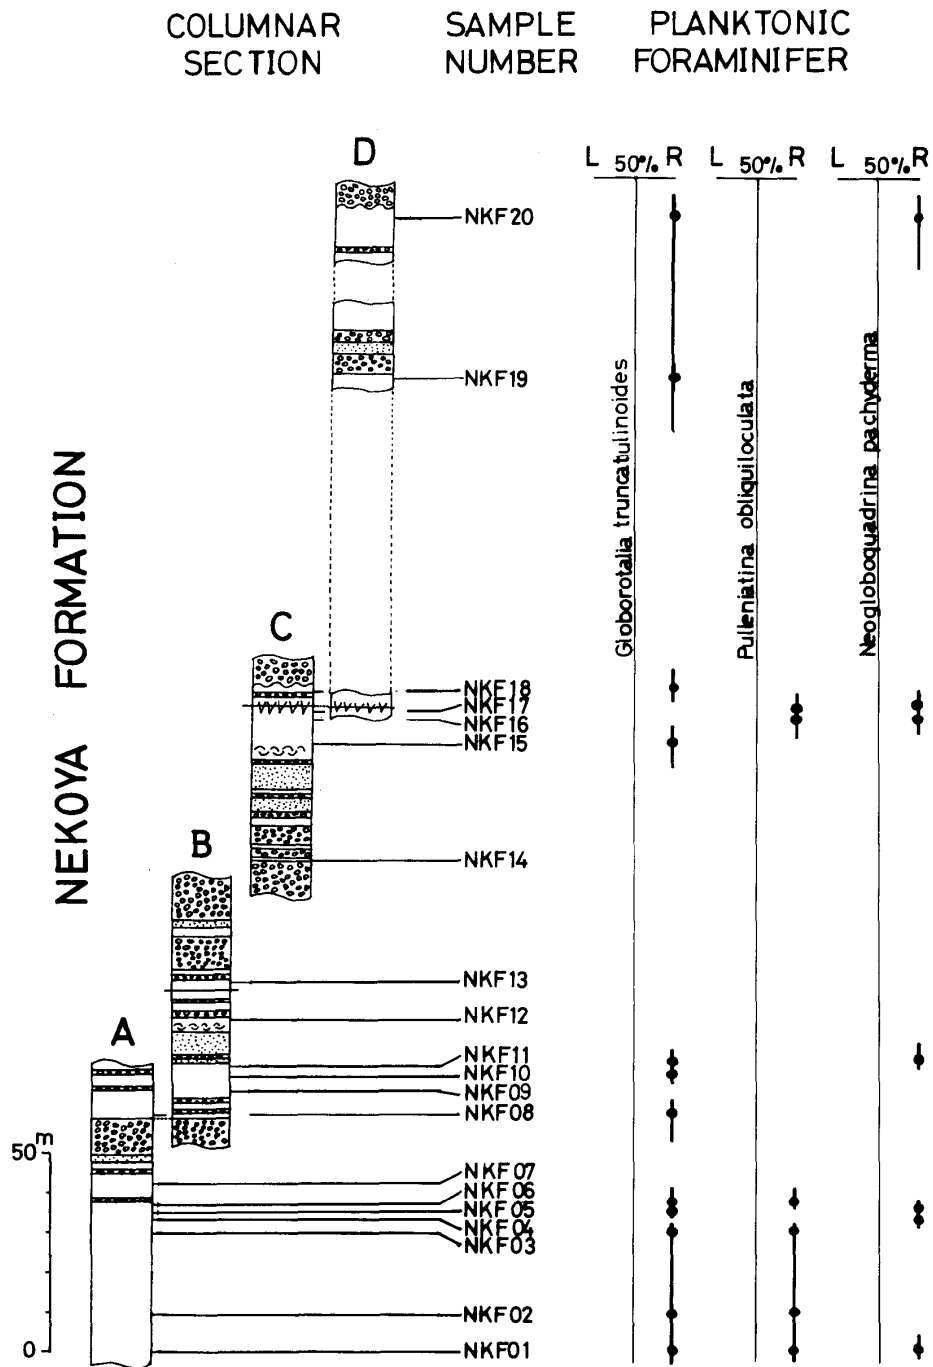 COLUMNAR
SECTION
SAMPLE
NUMBER
PLANKTONIC
FORAMINIFER
L 50% R
L 50% R
L 50% R
D
NKF20
NKF19
Globorotalia truncatulinoides
Pulleniatina obliquiloculata
Neogloboquadrina pachyderma
NEKOYA FORMATION
C
NKF18
NKF17
NKF16
NKF15
B
NKF14
NKF13
NKF12
A
NKF11
NKF10
NKF09
NKF08
50m
NKF07
NKF06
NKF05
NKF04
NKF03
NKF02
0
NKF01